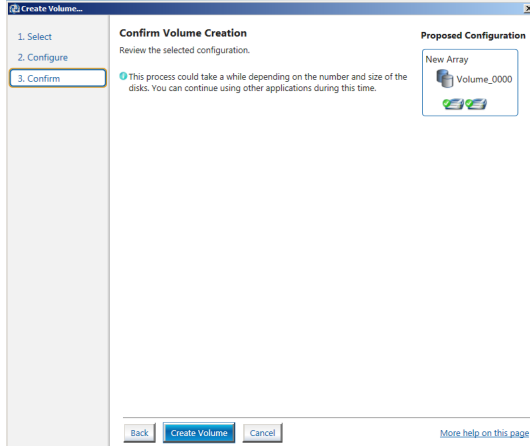 Create Volume...
1. Select
2. Configure
3. Confirm
Confirm Volume Creation
Review the selected configuration.
This process could take a while depending on the number and size of the
disks. You can continue using other applications during this time.
Proposed Configuration
New Array
Volume_0000
Back
Create Volume
Cancel
More help on this page